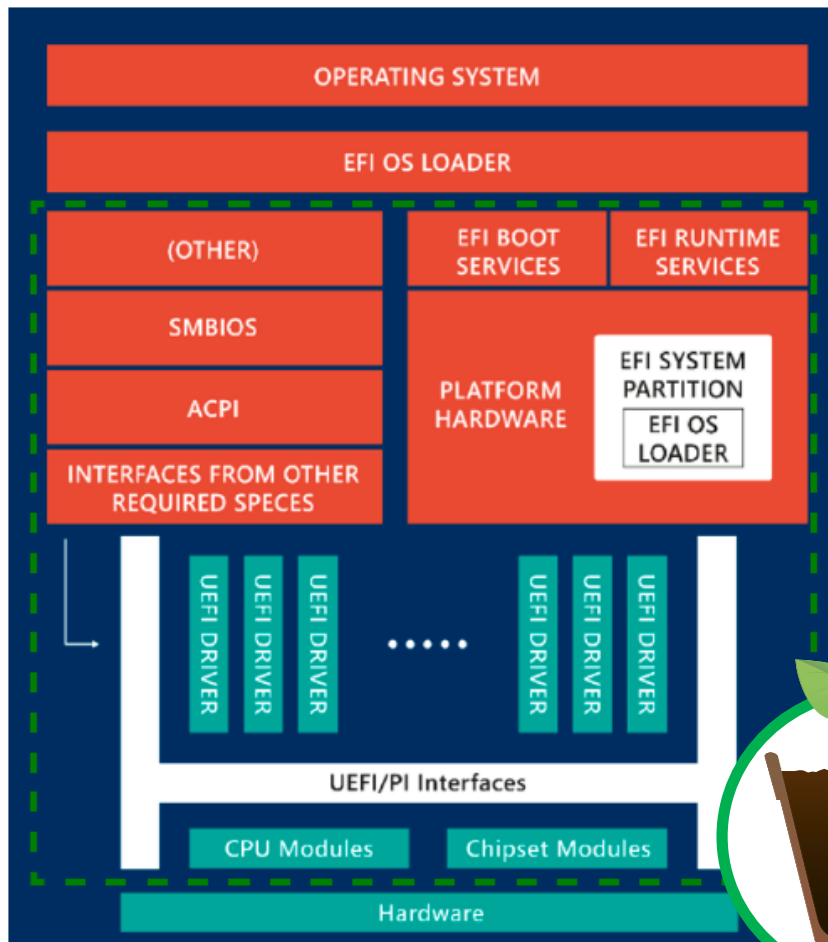 OPERATING SYSTEM
EFI OS LOADER
(OTHER)
SMBIOS
ACPI
INTERFACES FROM OTHER
REQUIRED SPECES
EFI BOOT
SERVICES
EFI RUNTIME
SERVICES
PLATFORM
HARDWARE
EFI SYSTEM
PARTITION
EFI OS
LOADER
UEFI DRIVER
UEFI DRIVER
UEFI DRIVER
UEFI DRIVER
UEFI DRIVER
UEFI DRIVER
UEFI/PI Interfaces
CPU Modules
Chipset Modules
Hardware